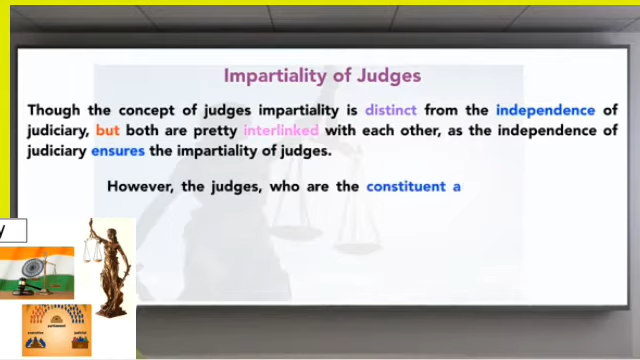 Impartiality of Judges
Though the concept of judges impartiality is distinct from the independence of
judiciary, but both are pretty interlinked with each other, as the independence of
judiciary ensures the impartiality of judges.
However, the judges, who are the constituent a
y